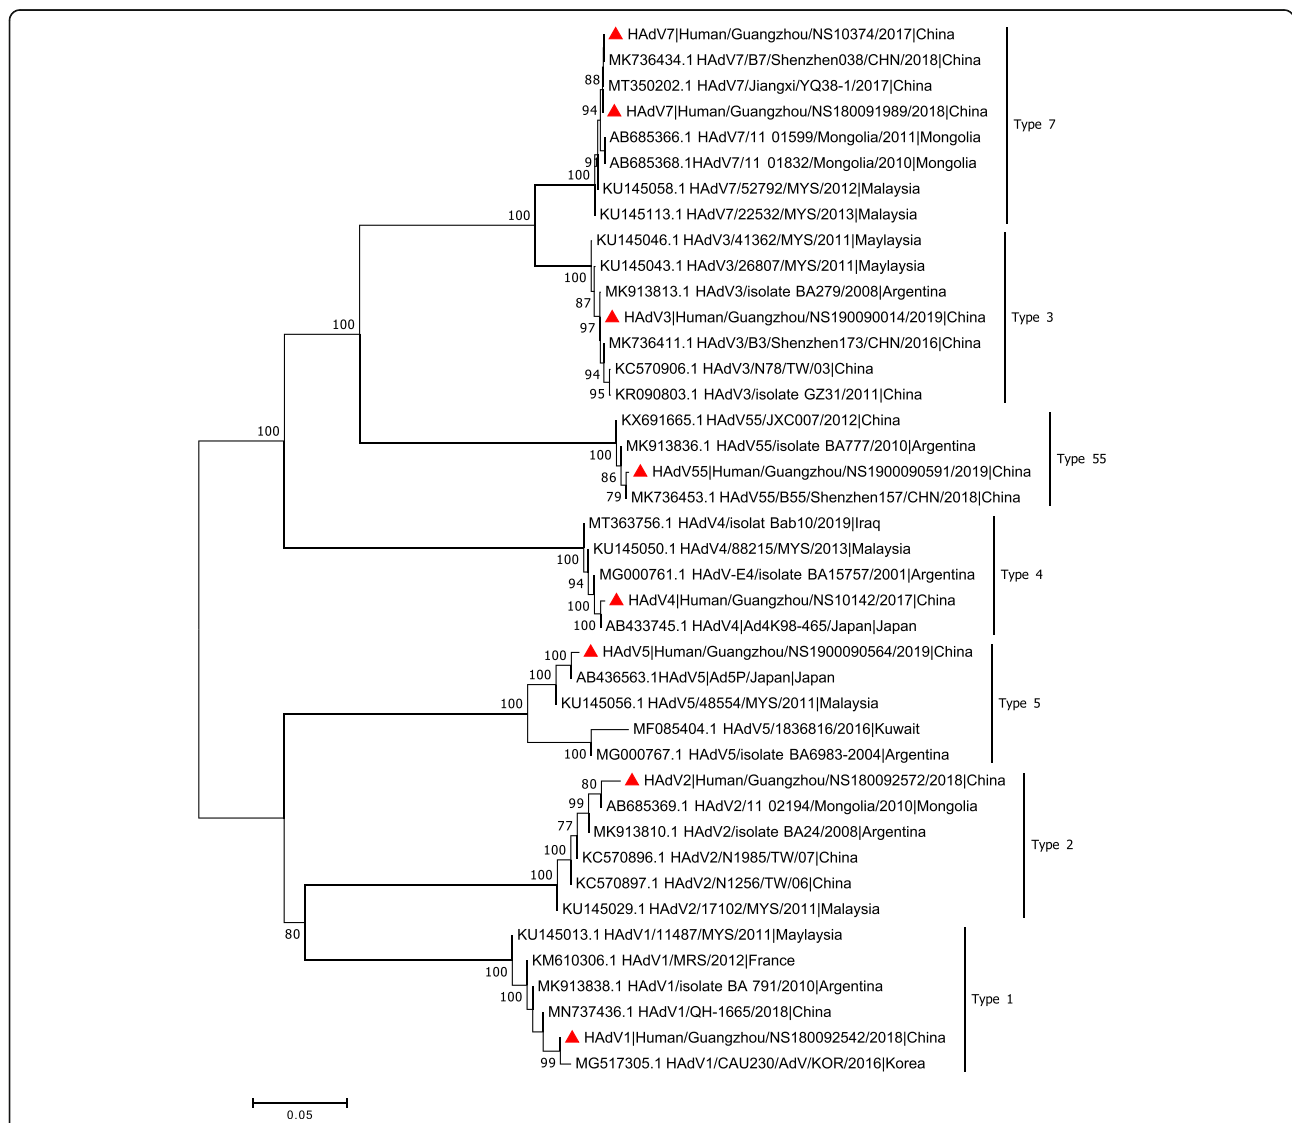 HAdV7|Human/Guangzhou/NS10374/2017|China
MK736434.1 HAdV7/B7/Shenzhen038/CHN/2018|China
88
MT350202.1 HAdV7/Jiangxi/YQ38-1/2017|China
94
HAdV7|Human/Guangzhou/NS180091989/2018|China
Type 7
AB685366.1 HAdV7/11 01599/Mongolia/2011|Mongolia
91
AB685368.1HAdV7/11 01832/Mongolia/2010|Mongolia
100
KU145058.1 HAdV7/52792/MYS/2012|Malaysia
100
KU145113.1 HAdV7/22532/MYS/2013|Malaysia
KU145046.1 HAdV3/41362/MYS/2011|Maylaysia
KU145043.1 HAdV3/26807/MYS/2011|Maylaysia
100
MK913813.1 HAdV3/isolate BA279/2008|Argentina
87
HAdV3|Human/Guangzhou/NS190090014/2019|China
Type 3
97
100
MK736411.1 HAdV3/B3/Shenzhen173/CHN/2016|China
KC570906.1 HAdV3/N78/TW/03|China
94
95
KR090803.1 HAdV3/isolate GZ31/2011|China
KX691665.1HAdV55/JXC007/2012|China
100
MK913836.1 HAdV55/isolate BA777/2010|Argentina
100
Type 55
HAdV55|Human/Guangzhou/NS1900090591/2019|China
86
79
MK736453.1 HAdV55/B55/Shenzhen157/CHN/2018|China
MT363756.1 HAdV4/isolat Bab10/2019|Iraq
KU145050.1 HAdV4/88215/MYS/2013|Malaysia
100
MG000761.1 HAdV-E4/isolate BA15757/2001|Argentina
Type 4
94
HAdV4|Human/Guangzhou/NS10142/2017|China
100
100
AB433745.1 HAdV4|Ad4K98-465/Japan|Japan
HAdV5|Human/Guangzhou/NS1900090564/2019|China
100
100
AB436563.1HAdV5|Ad5P/Japan|Japan
100
KU145056.1 HAdV5/48554/MYS/2011|Malaysia
Type 5
MF085404.1 HAdV5/1836816/2016|Kuwait
100
MG000767.1 HAdV5/isolate BA6983-2004|Argentina
HAdV2|Human/Guangzhou/NS180092572/2018|China
80
99
AB685369.1 HAdV2/11 02194/Mongolia/2010|Mongolia
77
MK913810.1 HAdV2/isolate BA24/2008|Argentina
Type 2
100
KC570896.1 HAdV2/N1985/TW/07|China
100
KC570897.1 HAdV2/N1256/TW/06|China
KU145029.1 HAdV2/17102/MYS/2011|Malaysia
80
KU145013.1 HAdV1/11487/MYS/2011|Maylaysia
KM610306.1 HAdV1/MRS/2012|France
100
MK913838.1 HAdV1/isolate BA 791/2010|Argentina
100
Type 1
MN737436.1 HAdV1/QH-1665/2018|China
HAdV1|Human/Guangzhou/NS180092542/2018|China
99
MG517305.1 HAdV1/CAU230/AdV/KOR/2016|Korea
0.05